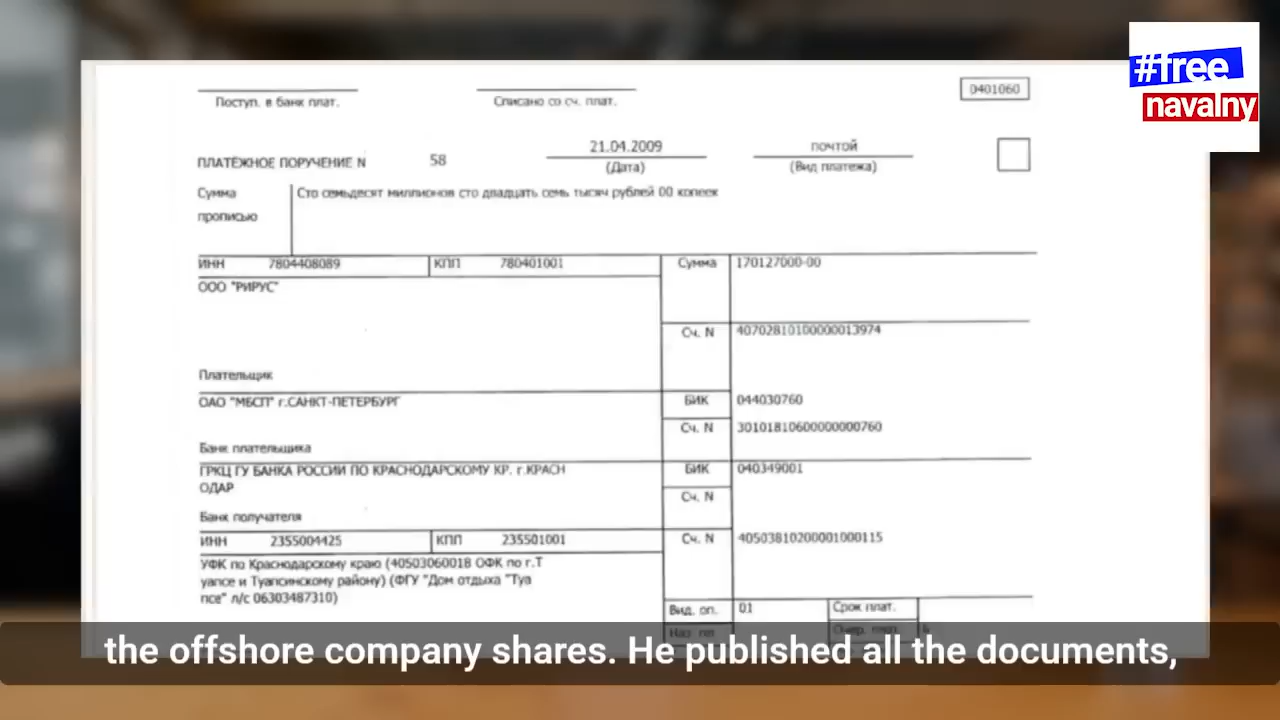 #free
navalny
0401060
Поступ. в банк плат.
Списано со сч. плат.
ПЛАТЕЖНОЕ ПОРУЧЕНИЕ N 58
21.04.2009
(Дата)
почтой
(Вид платежа)
Сумма
прописью
Сто семьдесят миллионов сто двадцать семь тысяч рублей 00 копеек
ИНН 7804408089 КПП 780401001 Сумма 170127000-00
ООО "РИРУС"
Сч. N 40702810100000013974
Плательщик
ОАО "МБСП" г.САНКТ-ПЕТЕРБУРГ БИК 044030760
Сч. N 30101810600000000760
Банк плательщика
ГРКЦ ГУ БАНКА РОССИИ ПО КРАСНОДАРСКОМУ КР. г.КРАСН
ОДАР
БИК 040349001
Сч. N
Банк получателя
ИНН 2355004425 КПП 235501001 Сч. N 40503810200001000115
УФК по Краснодарскому краю (40503060018 ОФК по г.Т
уапсе и Туапсинскому району) (ФГУ "Дом отдыха "Туа
псе" л/с 06303487310)
Вид. оп. 01 Срок плат.
Наз. пл. Очер. плат.
the offshore company shares. He published all the documents,